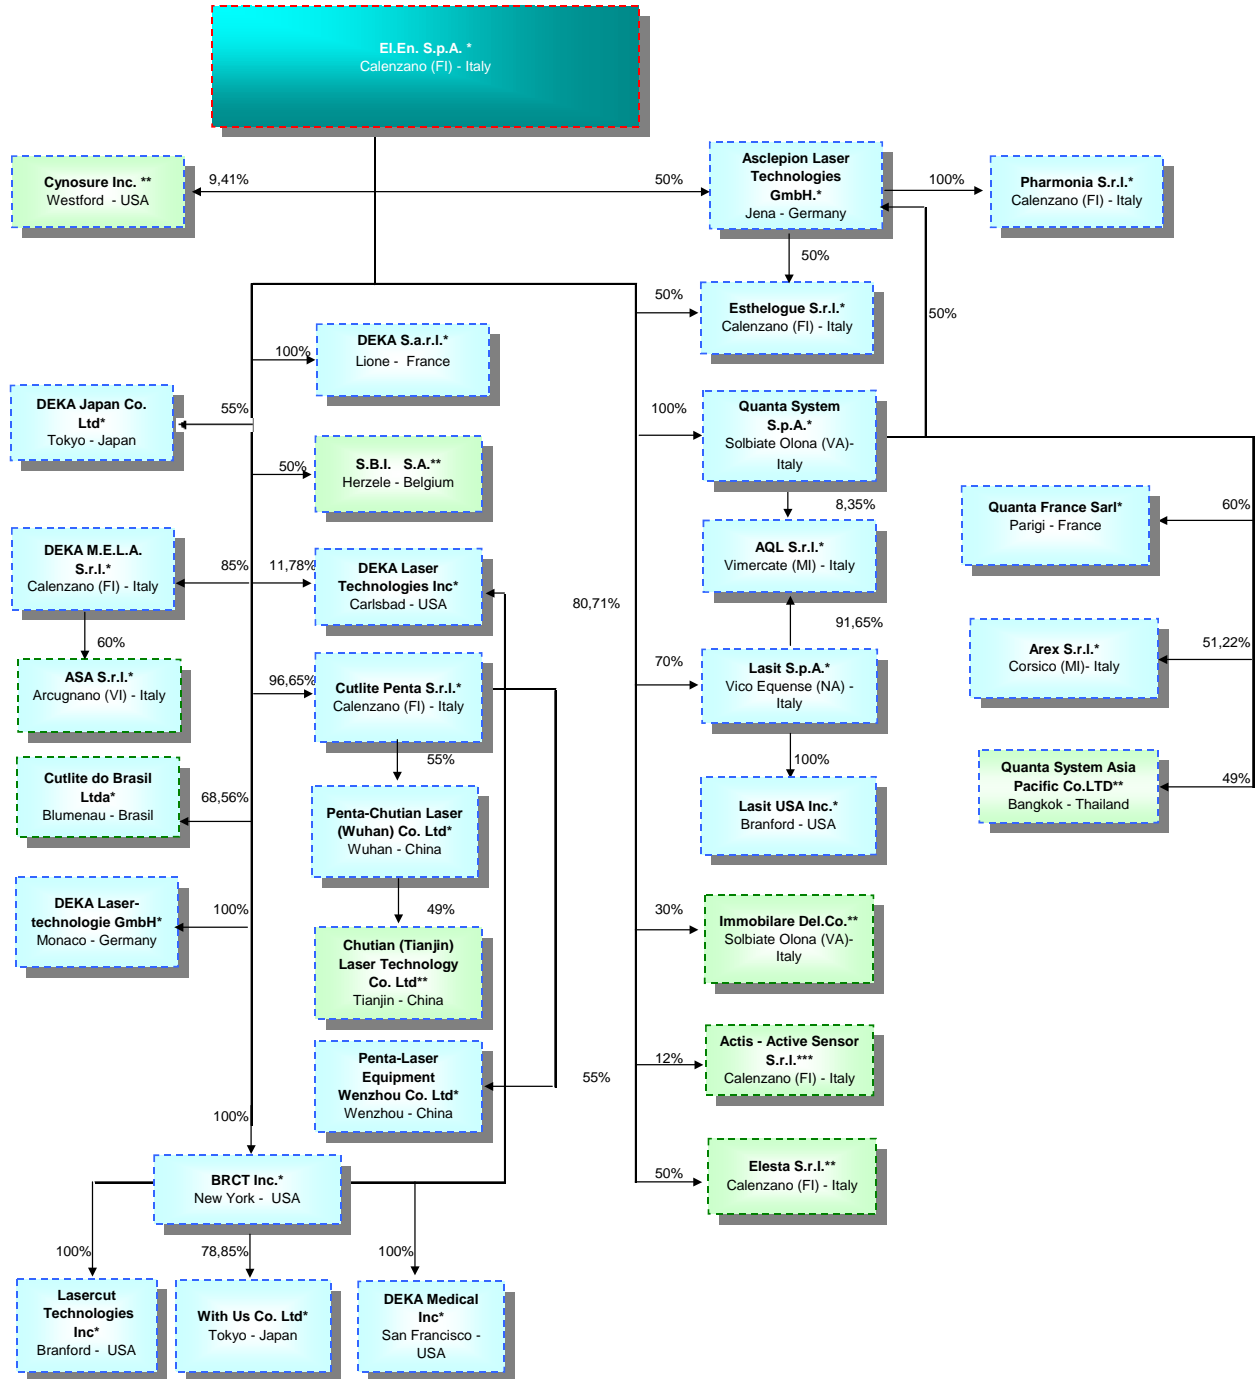 El.En. S.p.A. *
Calenzano (FI) - Italy
Cynosure Inc. **
Westford - USA
9,41%
50%
Asclepion Laser
Technologies
GmbH.*
Jena - Germany
100%
Pharmonia S.r.l.*
Calenzano (FI) - Italy
50%
50%
Esthelogue S.r.l.*
Calenzano (FI) - Italy
50%
100%
DEKA S.a.r.l.*
Lione - France
DEKA Japan Co.
Ltd*
Tokyo - Japan
55%
100%
Quanta System
S.p.A.*
Solbiate Olona (VA)-
Italy
50%
S.B.I. S.A.**
Herzele - Belgium
8,35%
Quanta France Sarl*
Parigi - France
60%
DEKA M.E.L.A.
S.r.l.*
Calenzano (FI) - Italy
85%
11,78%
DEKA Laser
Technologies Inc*
Carlsbad - USA
AQL S.r.l.*
Vimercate (MI) - Italy
80,71%
91,65%
60%
ASA S.r.l.*
Arcugnano (VI) - Italy
96,65%
Cutlite Penta S.r.l.*
Calenzano (FI) - Italy
70%
Lasit S.p.A.*
Vico Equense (NA) -
Italy
Arex S.r.l.*
Corsico (MI)- Italy
51,22%
55%
100%
Cutlite do Brasil
Ltda*
Blumenau - Brasil
68,56%
Penta-Chutian Laser
(Wuhan) Co. Ltd*
Wuhan - China
Lasit USA Inc.*
Branford - USA
Quanta System Asia
Pacific Co.LTD**
Bangkok - Thailand
49%
DEKA Laser-
technologie GmbH*
Monaco - Germany
100%
49%
30%
Immobilare Del.Co.**
Solbiate Olona (VA)-
Italy
Chutian (Tianjin)
Laser Technology
Co. Ltd**
Tianjin - China
12%
Actis - Active Sensor
S.r.l.***
Calenzano (FI) - Italy
Penta-Laser
Equipment
Wenzhou Co. Ltd*
Wenzhou - China
55%
100%
BRCT Inc.*
New York - USA
50%
Elesta S.r.l.**
Calenzano (FI) - Italy
100%
78,85%
100%
Lasercut
Technologies
Inc*
Branford - USA
With Us Co. Ltd*
Tokyo - Japan
DEKA Medical
Inc*
San Francisco -
USA